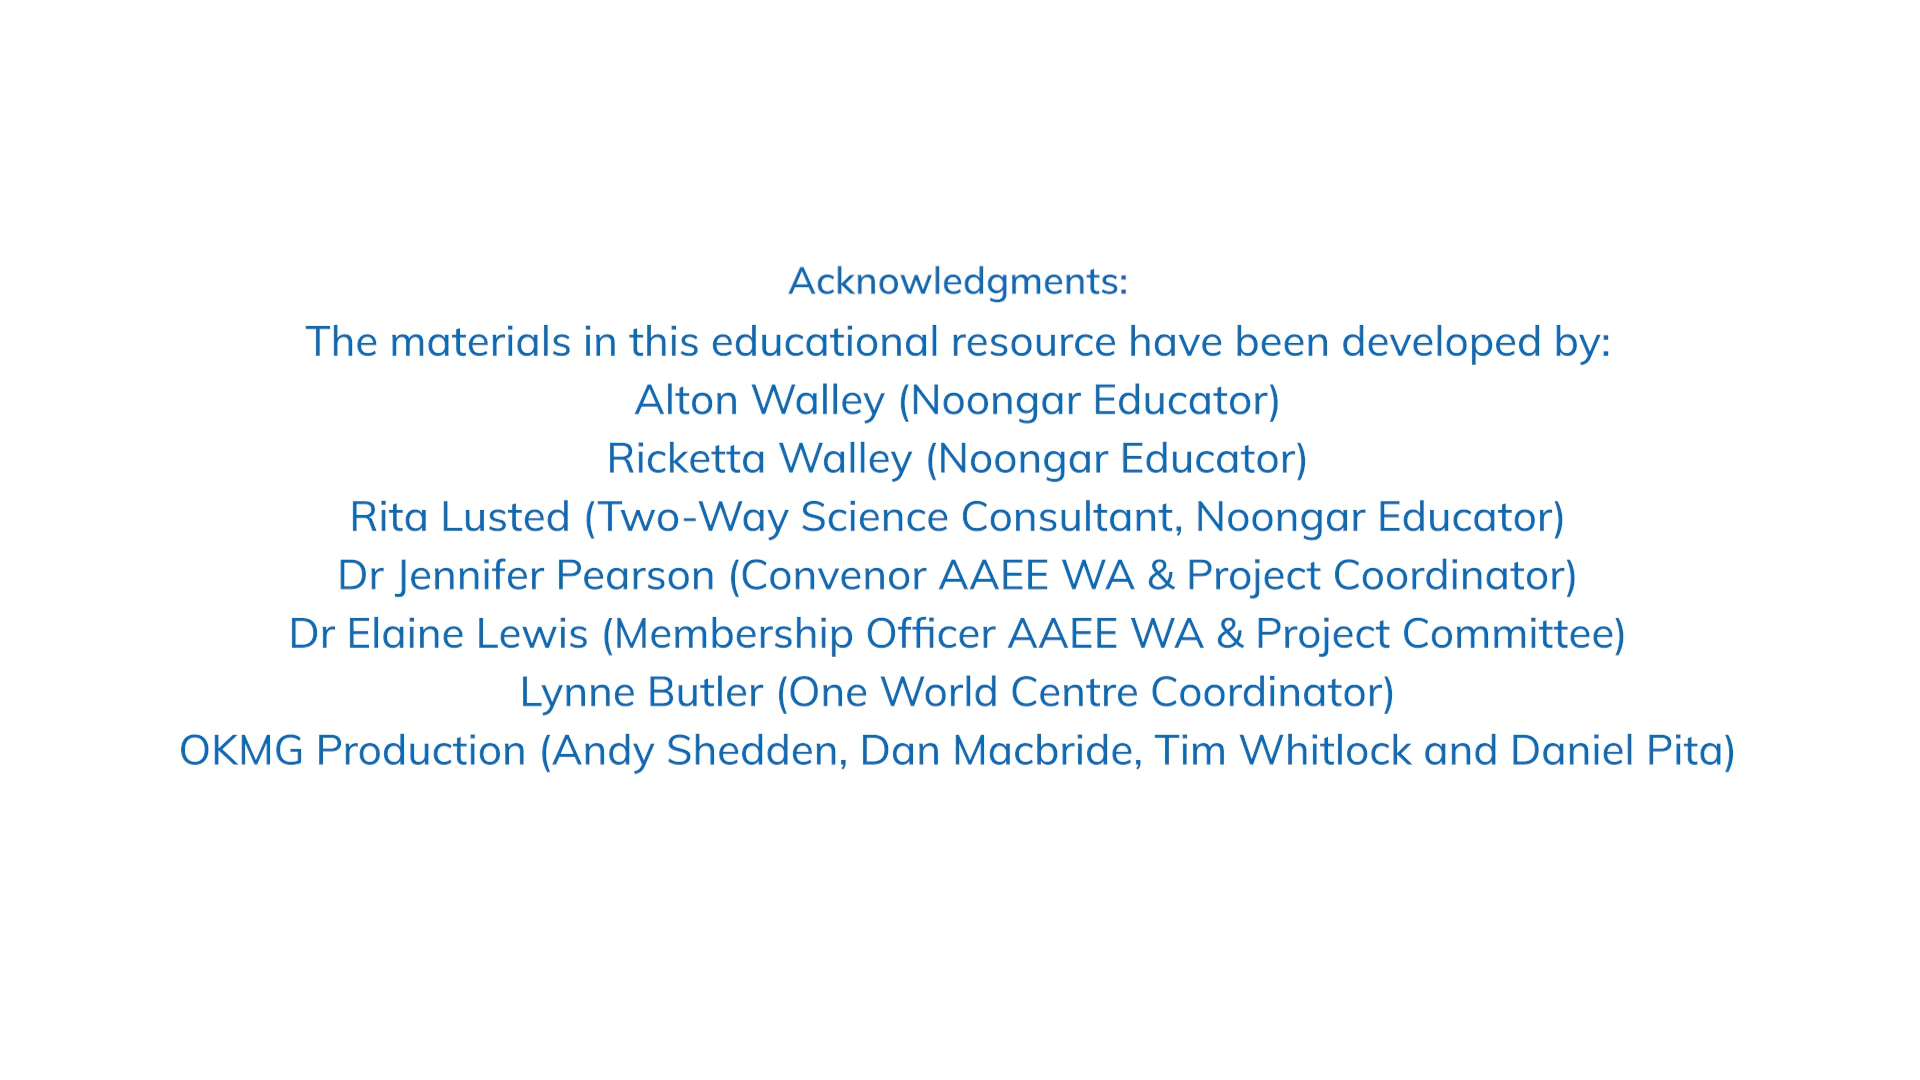 Acknowledgments:
The materials in this educational resource have been developed by:
Alton Walley (Noongar Educator)
Ricketta Walley (Noongar Educator)
Rita Lusted (Two-Way Science Consultant, Noongar Educator)
Dr Jennifer Pearson (Convenor AAEE WA & Project Coordinator)
Dr Elaine Lewis (Membership Officer AAEE WA & Project Committee)
Lynne Butler (One World Centre Coordinator)
OKMG Production (Andy Shedden, Dan Macbride, Tim Whitlock and Daniel Pita)